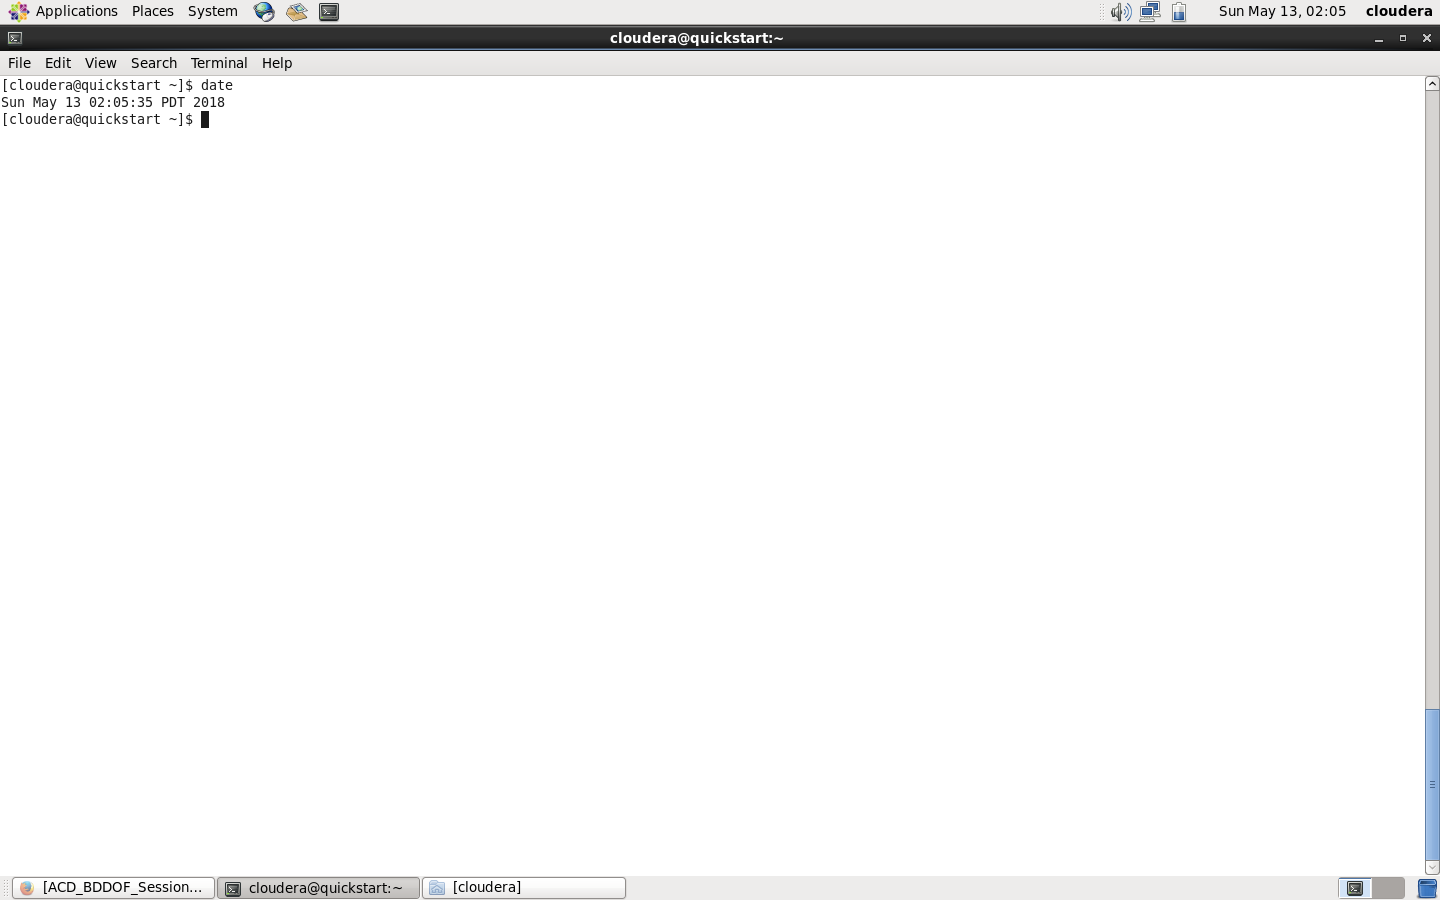 Applications Places System Sun May 13, 02:05 cloudera
cloudera@quickstart:~
File Edit View Search Terminal Help
[cloudera@quickstart ~]$ date
Sun May 13 02:05:35 PDT 2018
[cloudera@quickstart ~]$
[ACD_BDDOF_Session... cloudera@quickstart:~ [cloudera]